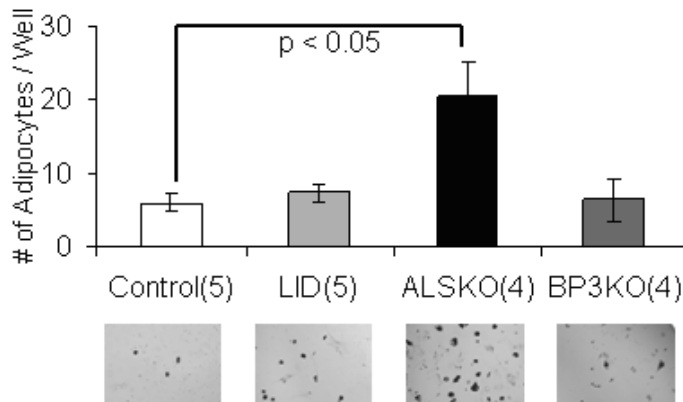 # of Adipocytes / Well
30
20
10
0
p < 0.05
Control(5) LID(5) ALSKO(4) BP3KO(4)